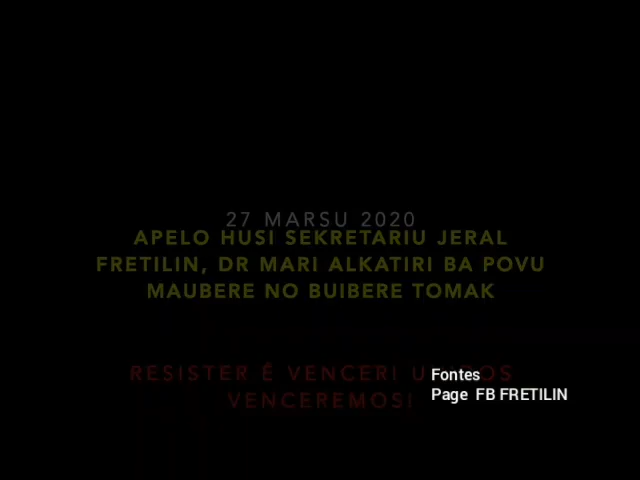 27 MARSU 2020
APELO HUSI SEKRETARIU JERAL
FRETILIN, DR MARI ALKATIRI BA POVU
MAUBERE NO BUIBERE TOMAK
RESISTER É VENCER!
VENCEREMOS!
Fontes
Page FB FRETILIN